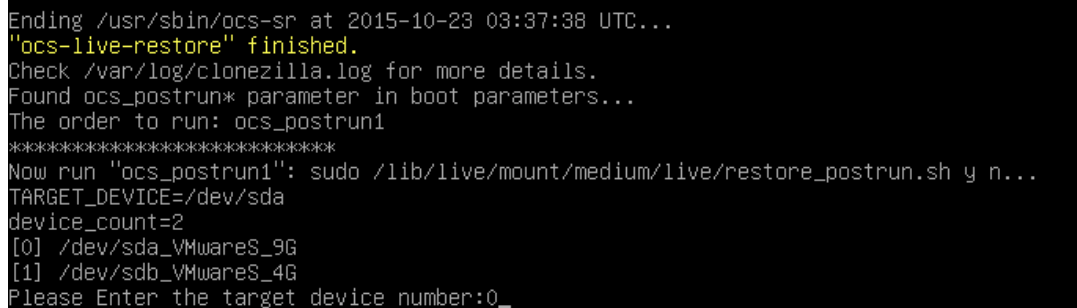 Ending /usr/sbin/ocs-sr at 2015-10-23 03:37:38 UTC...
"ocs-live-restore" finished.
Check /var/log/clonezilla.log for more details.
Found ocs_postrun* parameter in boot parameters...
The order to run: ocs_postrun1
**************************
Now run "ocs_postrun1": sudo /lib/live/mount/medium/live/restore_postrun.sh y n...
TARGET_DEVICE=/dev/sda
device_count=2
[0] /dev/sda_VMwareS_9G
[1] /dev/sdb_VMwareS_4G
Please Enter the target device number:0_